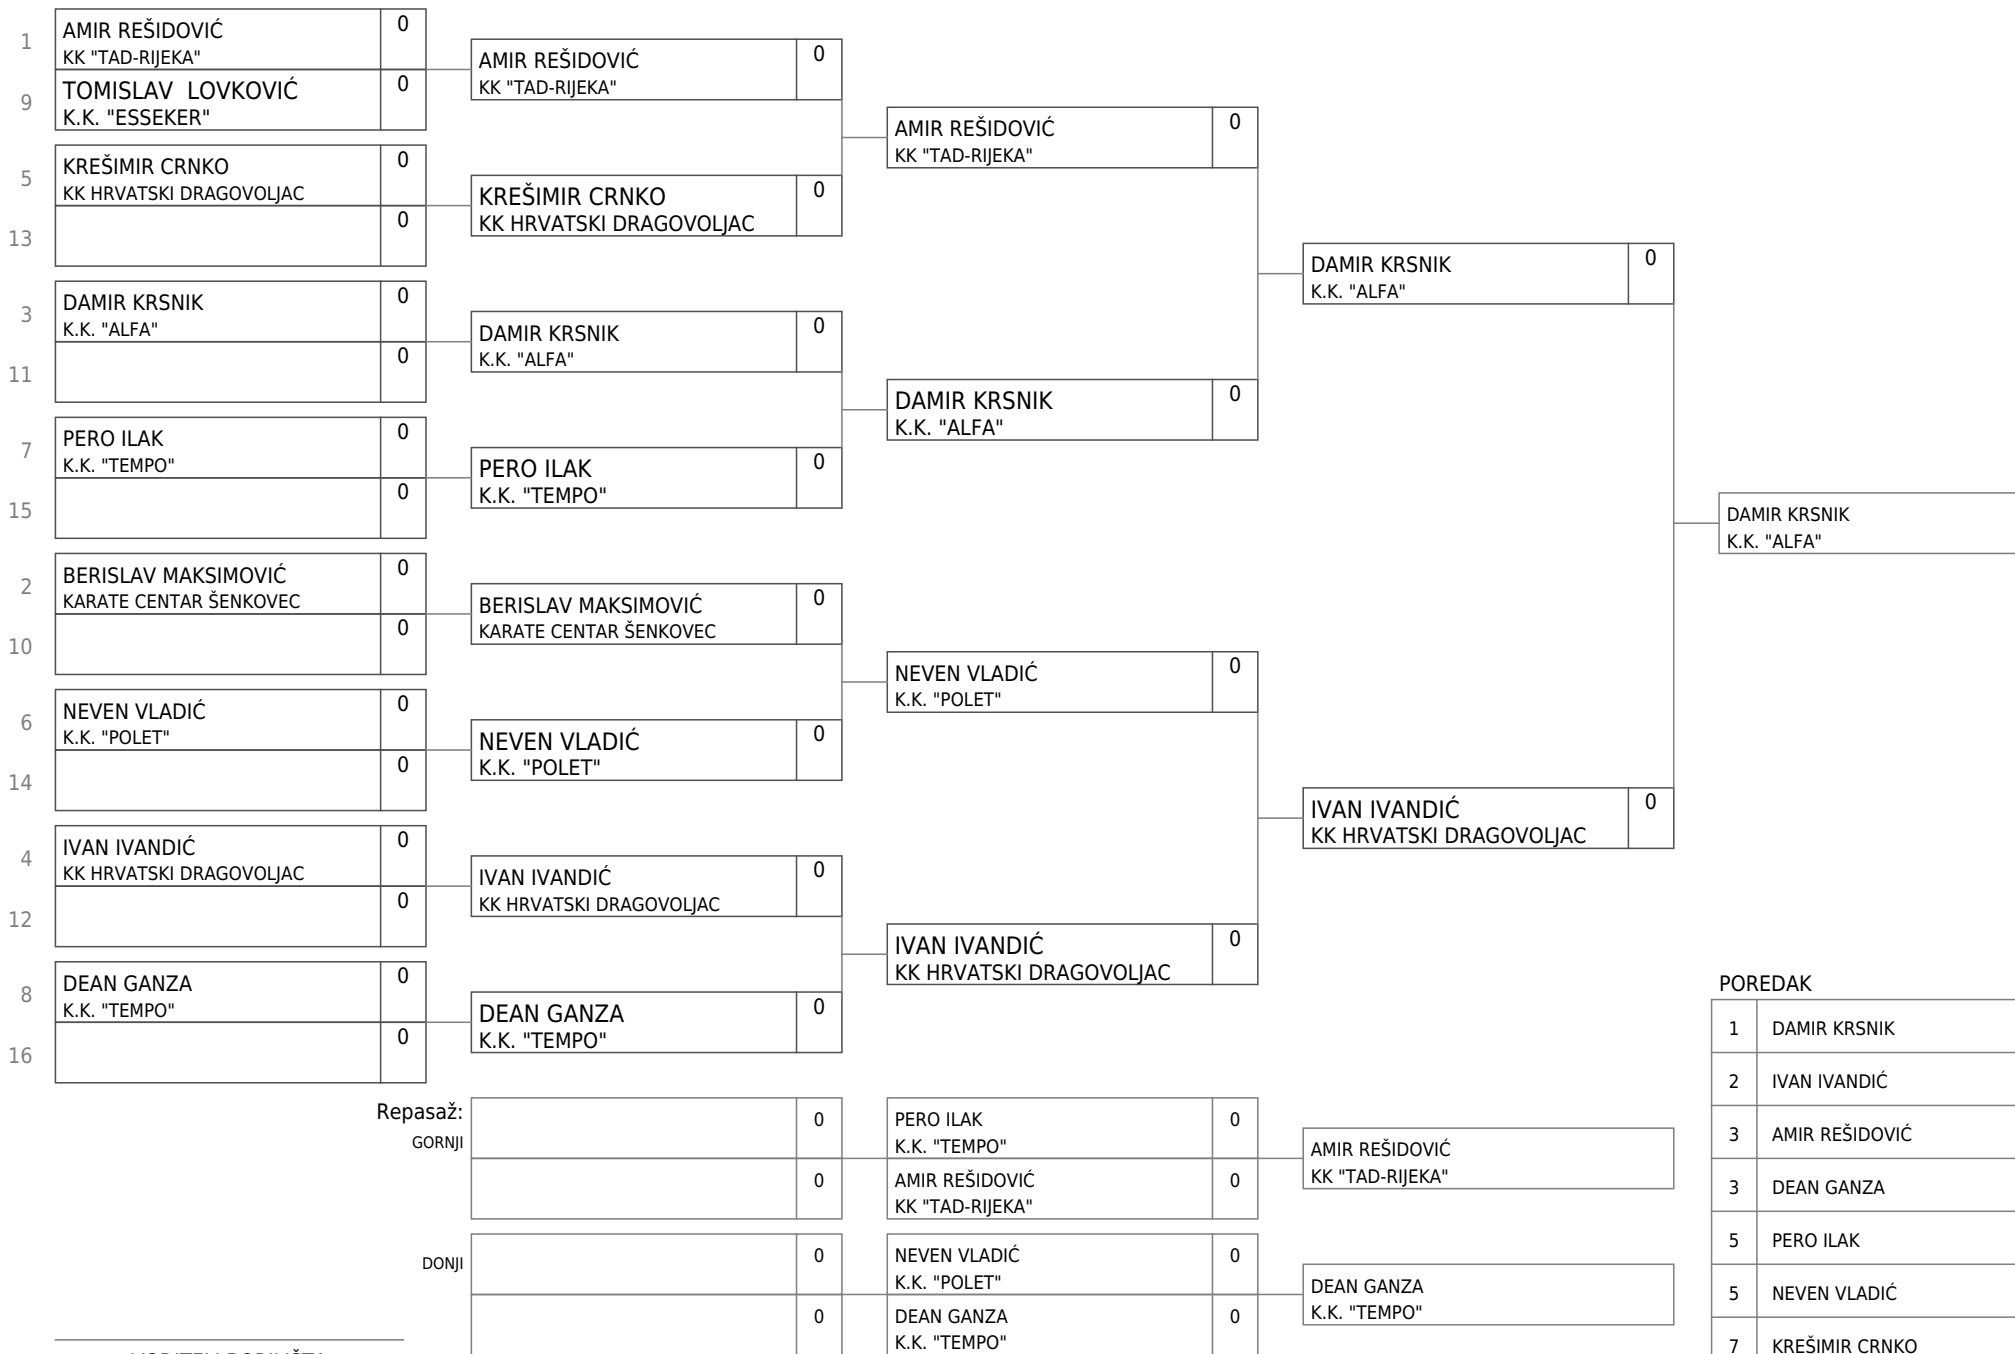 1
AMIR REŠIDOVIĆ 0
KK "TAD-RIJEKA"
9
TOMISLAV LOVKOVIĆ 0
K.K. "ESSEKER"
5
KREŠIMIR CRNKO 0
KK HRVATSKI DRAGOVOLJAC
13
0
3
DAMIR KRSNIK 0
K.K. "ALFA"
11
0
7
PERO ILAK 0
K.K. "TEMPO"
15
0
2
BERISLAV MAKSIMOVIĆ 0
KARATE CENTAR ŠENKOVEC
10
0
6
NEVEN VLADIĆ 0
K.K. "POLET"
14
0
4
IVAN IVANDIĆ 0
KK HRVATSKI DRAGOVOLJAC
12
0
8
DEAN GANZA 0
K.K. "TEMPO"
16
0
AMIR REŠIDOVIĆ 0
KK "TAD-RIJEKA"
KREŠIMIR CRNKO 0
KK HRVATSKI DRAGOVOLJAC
DAMIR KRSNIK 0
K.K. "ALFA"
PERO ILAK 0
K.K. "TEMPO"
BERISLAV MAKSIMOVIĆ 0
KARATE CENTAR ŠENKOVEC
NEVEN VLADIĆ 0
K.K. "POLET"
IVAN IVANDIĆ 0
KK HRVATSKI DRAGOVOLJAC
DEAN GANZA 0
K.K. "TEMPO"
AMIR REŠIDOVIĆ 0
KK "TAD-RIJEKA"
DAMIR KRSNIK 0
K.K. "ALFA"
NEVEN VLADIĆ 0
K.K. "POLET"
IVAN IVANDIĆ 0
KK HRVATSKI DRAGOVOLJAC
DAMIR KRSNIK 0
K.K. "ALFA"
IVAN IVANDIĆ 0
KK HRVATSKI DRAGOVOLJAC
DAMIR KRSNIK
K.K. "ALFA"
Repasaž:
GORNJI
0
0
PERO ILAK 0
K.K. "TEMPO"
AMIR REŠIDOVIĆ 0
KK "TAD-RIJEKA"
AMIR REŠIDOVIĆ
KK "TAD-RIJEKA"
DONJI
0
0
NEVEN VLADIĆ 0
K.K. "POLET"
DEAN GANZA 0
K.K. "TEMPO"
DEAN GANZA
K.K. "TEMPO"
POREDAK
1 DAMIR KRSNIK
2 IVAN IVANDIĆ
3 AMIR REŠIDOVIĆ
3 DEAN GANZA
5 PERO ILAK
5 NEVEN VLADIĆ
7 KREŠIMIR CRNKO